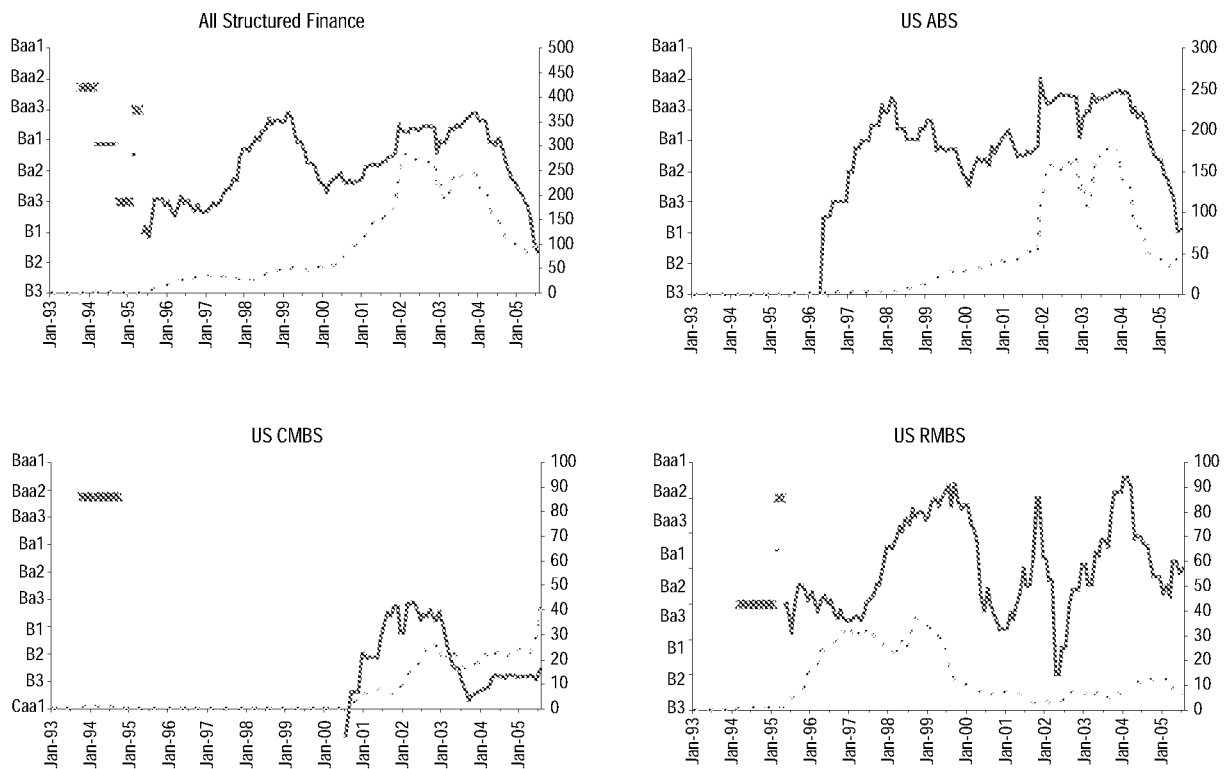 All Structured Finance
Baa1
Baa2
Baa3
Ba1
Ba2
Ba3
B1
B2
B3
500
450
400
350
300
250
200
150
100
50
0
Jan-93
Jan-94
Jan-95
Jan-96
Jan-97
Jan-98
Jan-99
Jan-00
Jan-01
Jan-02
Jan-03
Jan-04
Jan-05
US ABS
Baa1
Baa2
Baa3
Ba1
Ba2
Ba3
B1
B2
B3
300
250
200
150
100
50
0
Jan-93
Jan-94
Jan-95
Jan-96
Jan-97
Jan-98
Jan-99
Jan-00
Jan-01
Jan-02
Jan-03
Jan-04
Jan-05
US CMBS
Baa1
Baa2
Baa3
Ba1
Ba2
Ba3
B1
B2
B3
Caa1
100
90
80
70
60
50
40
30
20
10
0
Jan-93
Jan-94
Jan-95
Jan-96
Jan-97
Jan-98
Jan-99
Jan-00
Jan-01
Jan-02
Jan-03
Jan-04
Jan-05
US RMBS
Baa1
Baa2
Baa3
Ba1
Ba2
Ba3
B1
B2
B3
100
90
80
70
60
50
40
30
20
10
0
Jan-93
Jan-94
Jan-95
Jan-96
Jan-97
Jan-98
Jan-99
Jan-00
Jan-01
Jan-02
Jan-03
Jan-04
Jan-05